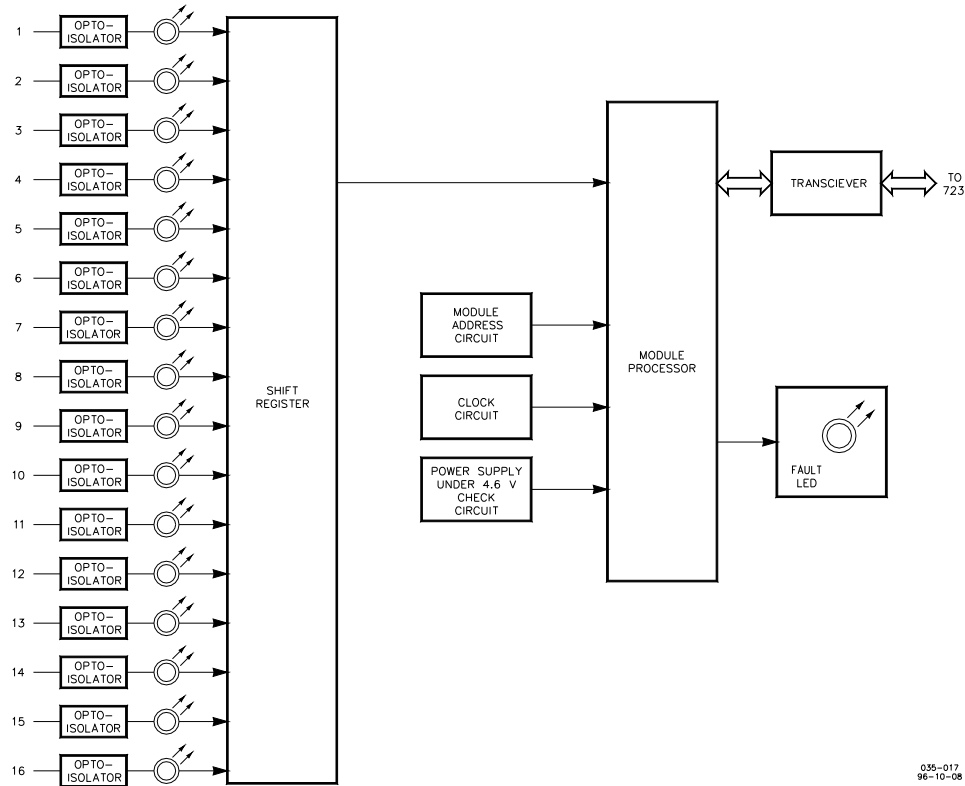 1 OPTO–
ISOLATOR
2 OPTO–
ISOLATOR
3 OPTO–
ISOLATOR
4 OPTO–
ISOLATOR
5 OPTO–
ISOLATOR
6 OPTO–
ISOLATOR
7 OPTO–
ISOLATOR
8 OPTO–
ISOLATOR
9 OPTO–
ISOLATOR
10 OPTO–
ISOLATOR
11 OPTO–
ISOLATOR
12 OPTO–
ISOLATOR
13 OPTO–
ISOLATOR
14 OPTO–
ISOLATOR
15 OPTO–
ISOLATOR
16 OPTO–
ISOLATOR
SHIFT
REGISTER
MODULE
ADDRESS
CIRCUIT
CLOCK
CIRCUIT
POWER SUPPLY
UNDER 4.6 V
CHECK
CIRCUIT
MODULE
PROCESSOR
TRANSCIEVER
TO
723
FAULT
LED
035–017
96–10–08